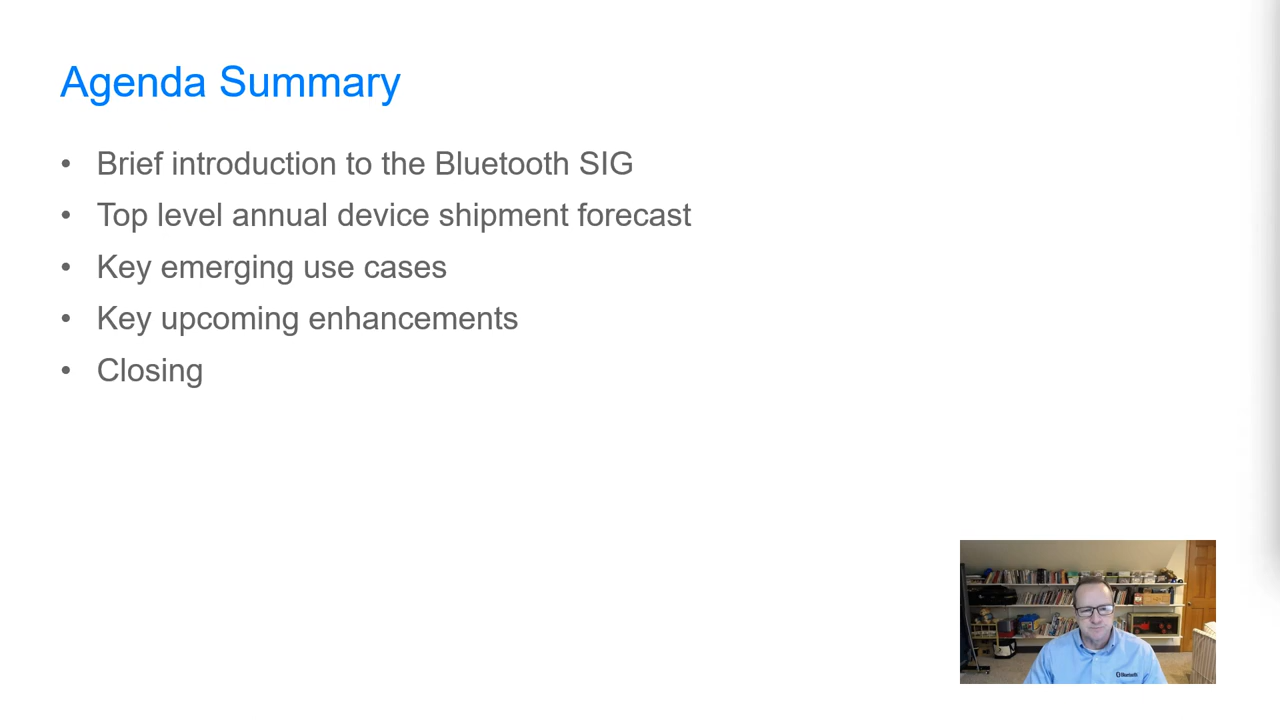 Agenda Summary
• Brief introduction to the Bluetooth SIG
• Top level annual device shipment forecast
• Key emerging use cases
• Key upcoming enhancements
• Closing
Bluetooth